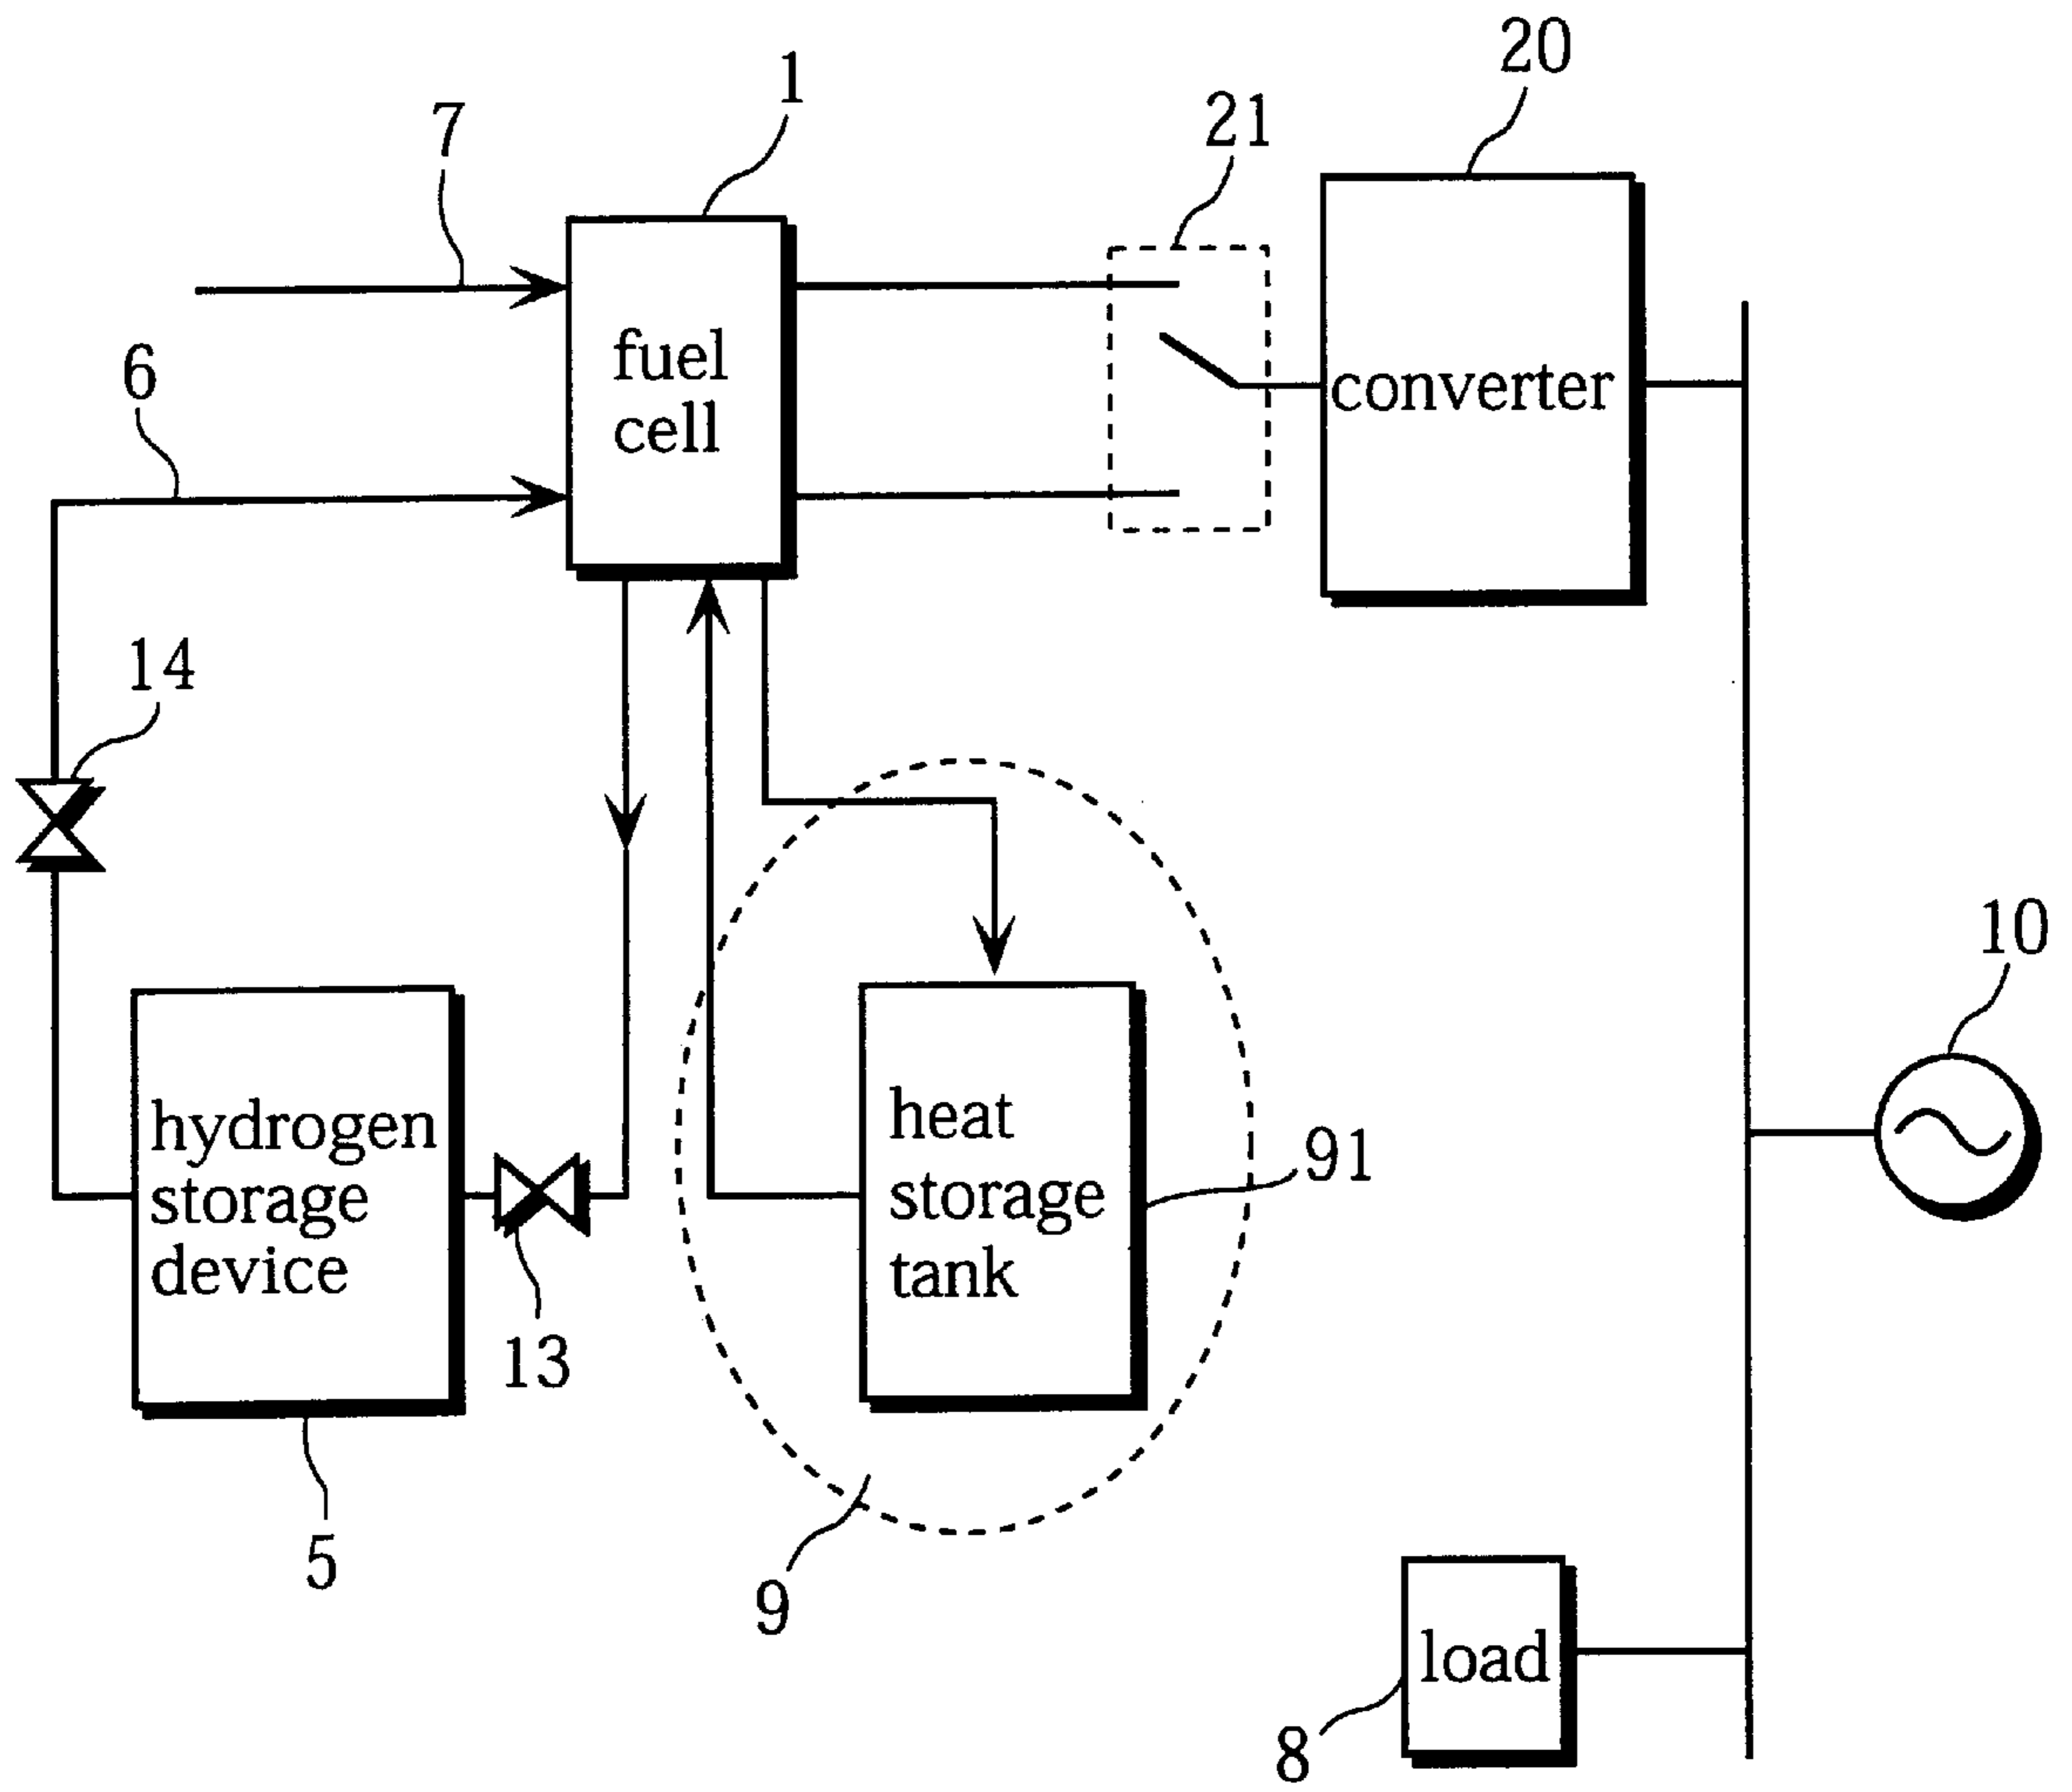 20
1
21
7
fuel
cell
converter
6
14
10
hydrogen
storage
device
heat
storage
tank
91
13
5
9
load
8